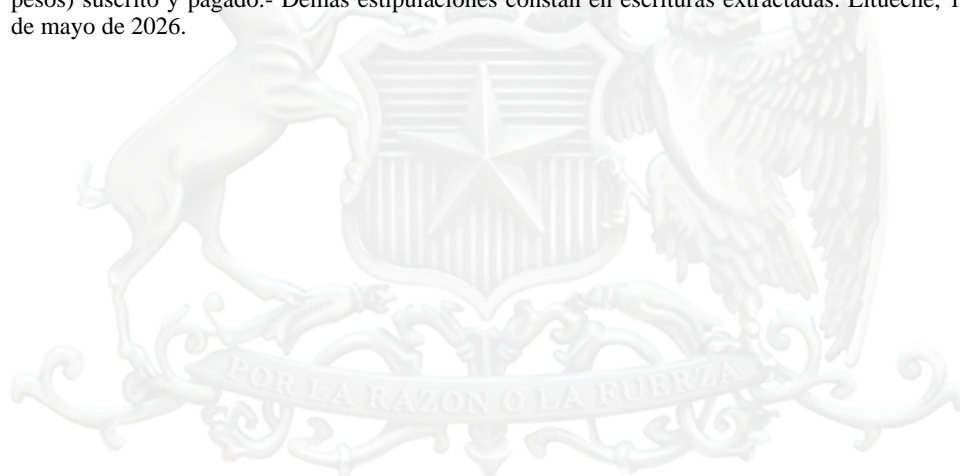 pesos) suscrito y pagado.- Demás estipulaciones constan en escrituras extractadas. Litueche, 1
de mayo de 2026.
POR LA RAZON O LA FUERZA